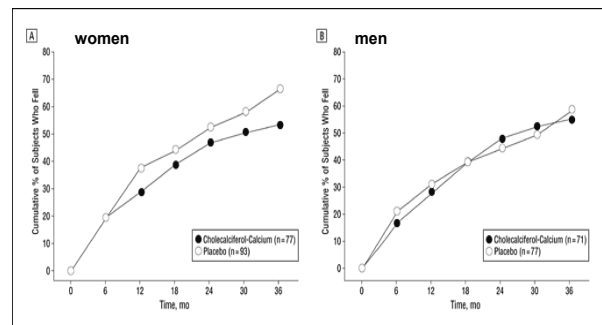 A women
Cumulative % of Subjects Who Fell
80
70
60
50
40
30
20
10
0
Cholecalciferol-Calcium (n=77)
Placebo (n=93)
0 6 12 18 24 30 36
Time, mo
B men
Cumulative % of Subjects Who Fell
80
70
60
50
40
30
20
10
0
Cholecalciferol-Calcium (n=71)
Placebo (n=77)
0 6 12 18 24 30 36
Time, mo